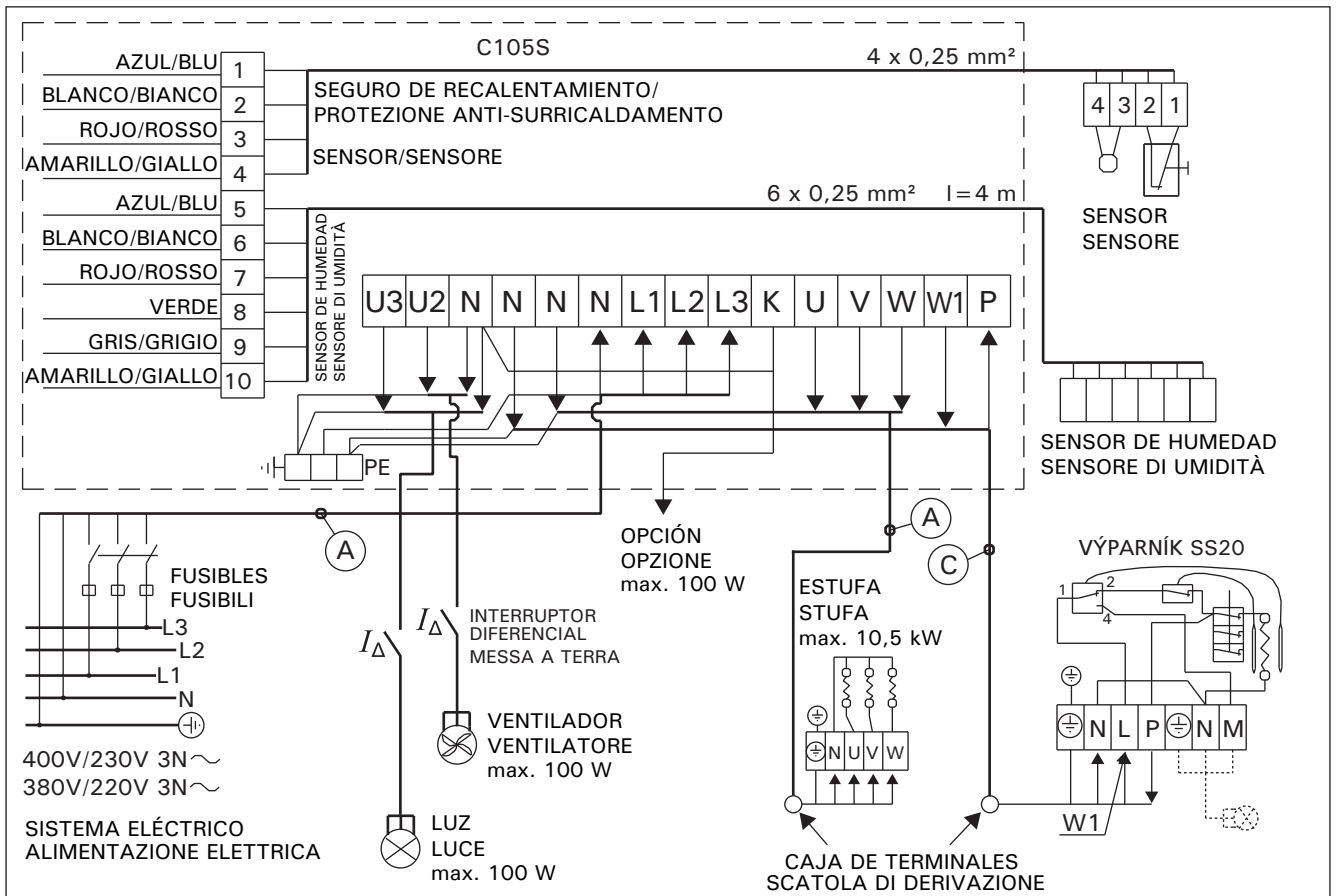 C105S
4 x 0,25 mm²
AZUL/BLU 1
BLANCO/BIANCO 2
ROJO/ROSSO 3
AMARILLO/GIALLO 4
AZUL/BLU 5
BLANCO/BIANCO 6
ROJO/ROSSO 7
VERDE 8
GRIS/GRIGIO 9
AMARILLO/GIALLO 10
SEGURO DE RECALENTAMIENTO/
PROTEZIONE ANTI-SURRICALDAMENTO
SENSOR/SENSORE
4 3 2 1
SENSOR
SENSORE
6 x 0,25 mm² l=4 m
SENSOR DE HUMEDAD
SENSORE DI UMIDITÀ
U3 U2 N N N N L1 L2 L3 K U V W W1 P
SENSOR DE HUMEDAD
SENSORE DI UMIDITÀ
PE
A
FUSIBLES
FUSIBILI
L3
L2
L1
N
400V/230V 3N~
380V/220V 3N~
SISTEMA ELÉCTRICO
ALIMENTAZIONE ELETTRICA
I∆
I∆
INTERRUPTOR
DIFERENCIAL
MESSA A TERRA
VENTILADOR
VENTILATORE
max. 100 W
LUZ
LUCE
max. 100 W
OPCIÓN
OPZIONE
max. 100 W
A
C
ESTUFA
STUFA
max. 10,5 kW
N U V W
CAJA DE TERMINALES
SCATOLA DI DERIVAZIONE
VÝPARNÍK SS20
1 2
4
N L P N M
W1